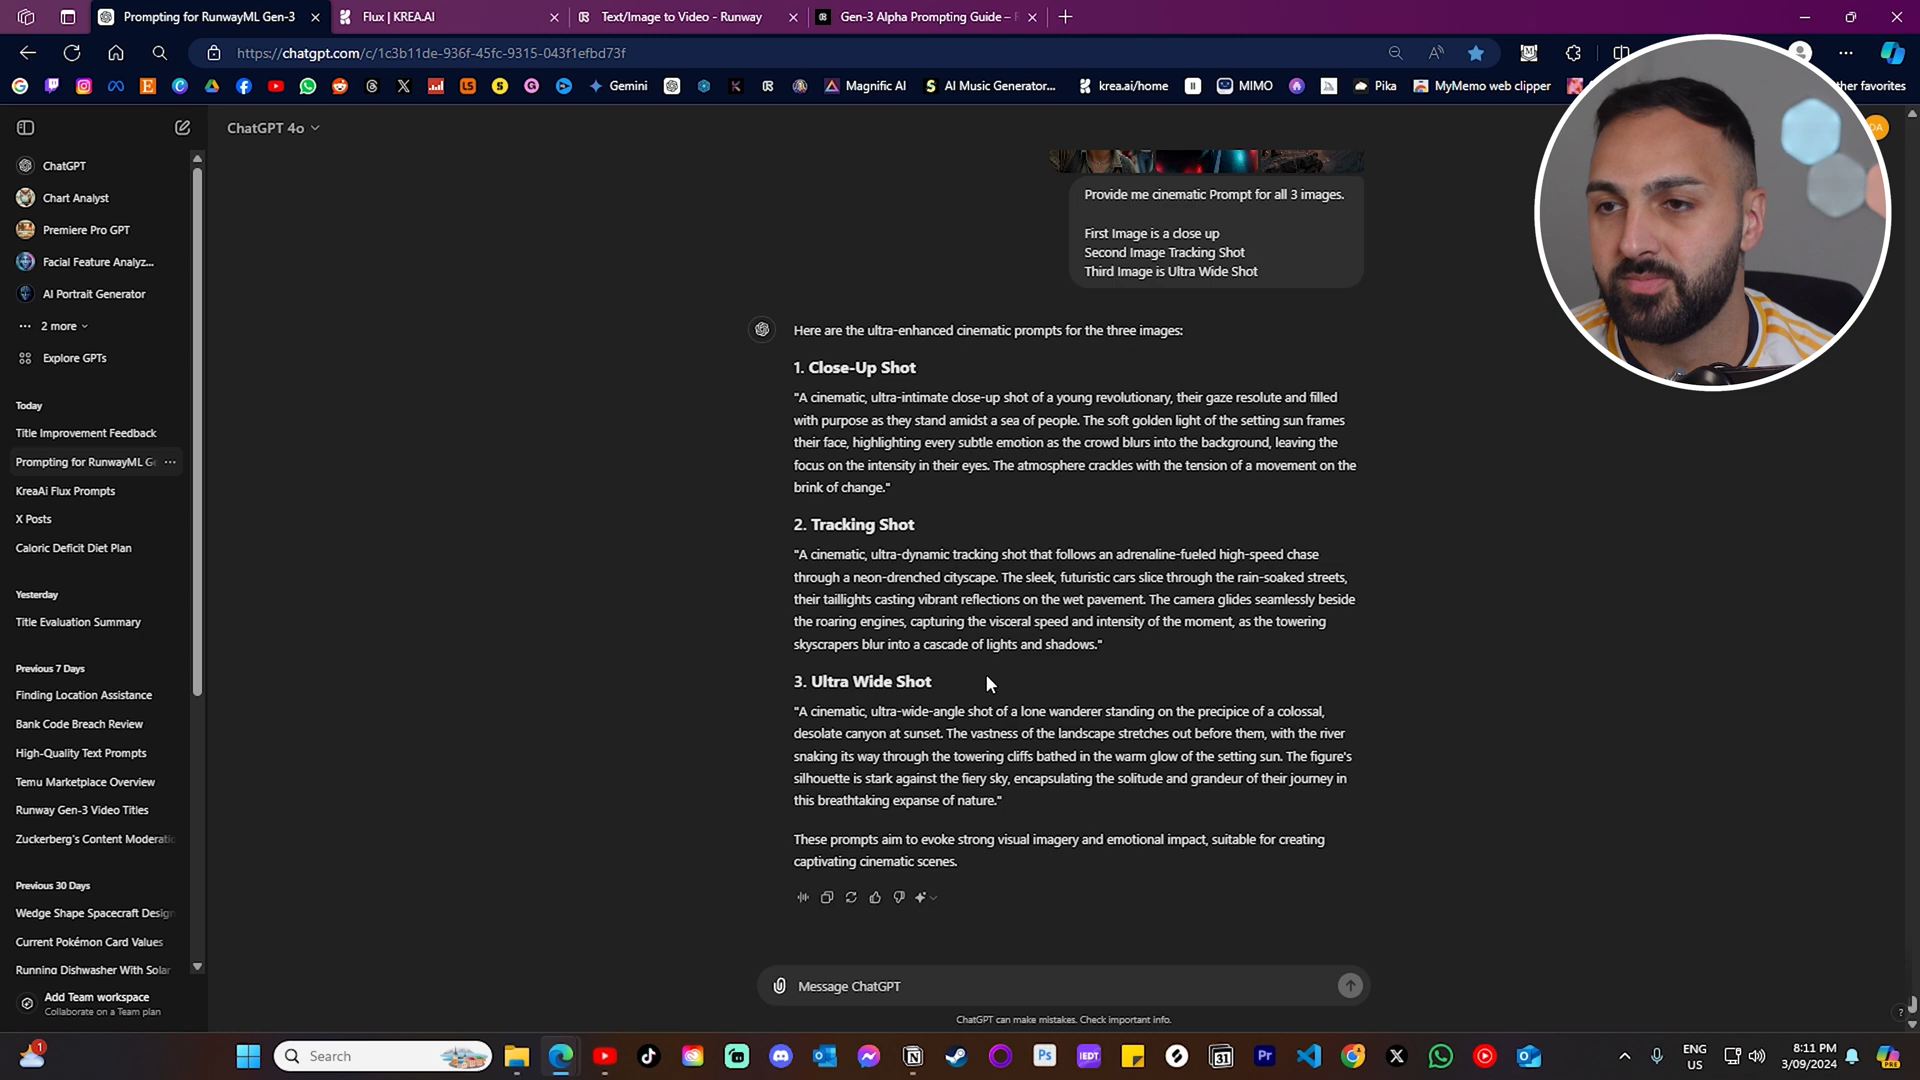 Prompting for RunwayML Gen-3
Flux | KREA.AI
Text/Image to Video - Runway
Gen-3 Alpha Prompting Guide –
https://chatgpt.com/c/1c3b11de-936f-45fc-9315-043f1efbd73f
Gemini
Magnific AI
AI Music Generator...
krea.ai/home
MIMO
Pika
MyMemo web clipper
her favorites
ChatGPT 4o
ChatGPT
Chart Analyst
Premiere Pro GPT
Facial Feature Analyz...
AI Portrait Generator
2 more
Explore GPTs
Today
Title Improvement Feedback
Prompting for RunwayML Ge
KreaAi Flux Prompts
X Posts
Caloric Deficit Diet Plan
Yesterday
Title Evaluation Summary
Previous 7 Days
Finding Location Assistance
Bank Code Breach Review
High-Quality Text Prompts
Temu Marketplace Overview
Runway Gen-3 Video Titles
Zuckerberg's Content Moderatic
Previous 30 Days
Wedge Shape Spacecraft Design
Current Pokémon Card Values
Running Dishwasher With Solar
Add Team workspace
Collaborate on a Team plan
Provide me cinematic Prompt for all 3 images.
First Image is a close up
Second Image Tracking Shot
Third Image is Ultra Wide Shot
Here are the ultra-enhanced cinematic prompts for the three images:
1. Close-Up Shot
"A cinematic, ultra-intimate close-up shot of a young revolutionary, their gaze resolute and filled
with purpose as they stand amidst a sea of people. The soft golden light of the setting sun frames
their face, highlighting every subtle emotion as the crowd blurs into the background, leaving the
focus on the intensity in their eyes. The atmosphere crackles with the tension of a movement on the
brink of change."
2. Tracking Shot
"A cinematic, ultra-dynamic tracking shot that follows an adrenaline-fueled high-speed chase
through a neon-drenched cityscape. The sleek, futuristic cars slice through the rain-soaked streets,
their taillights casting vibrant reflections on the wet pavement. The camera glides seamlessly beside
the roaring engines, capturing the visceral speed and intensity of the moment, as the towering
skyscrapers blur into a cascade of lights and shadows."
3. Ultra Wide Shot
"A cinematic, ultra-wide-angle shot of a lone wanderer standing on the precipice of a colossal,
desolate canyon at sunset. The vastness of the landscape stretches out before them, with the river
snaking its way through the towering cliffs bathed in the warm glow of the setting sun. The figure's
silhouette is stark against the fiery sky, encapsulating the solitude and grandeur of their journey in
this breathtaking expanse of nature."
These prompts aim to evoke strong visual imagery and emotional impact, suitable for creating
captivating cinematic scenes.
Message ChatGPT
ChatGPT can make mistakes. Check important info.
?
Search
ENG
US
8:11 PM
3/09/2024